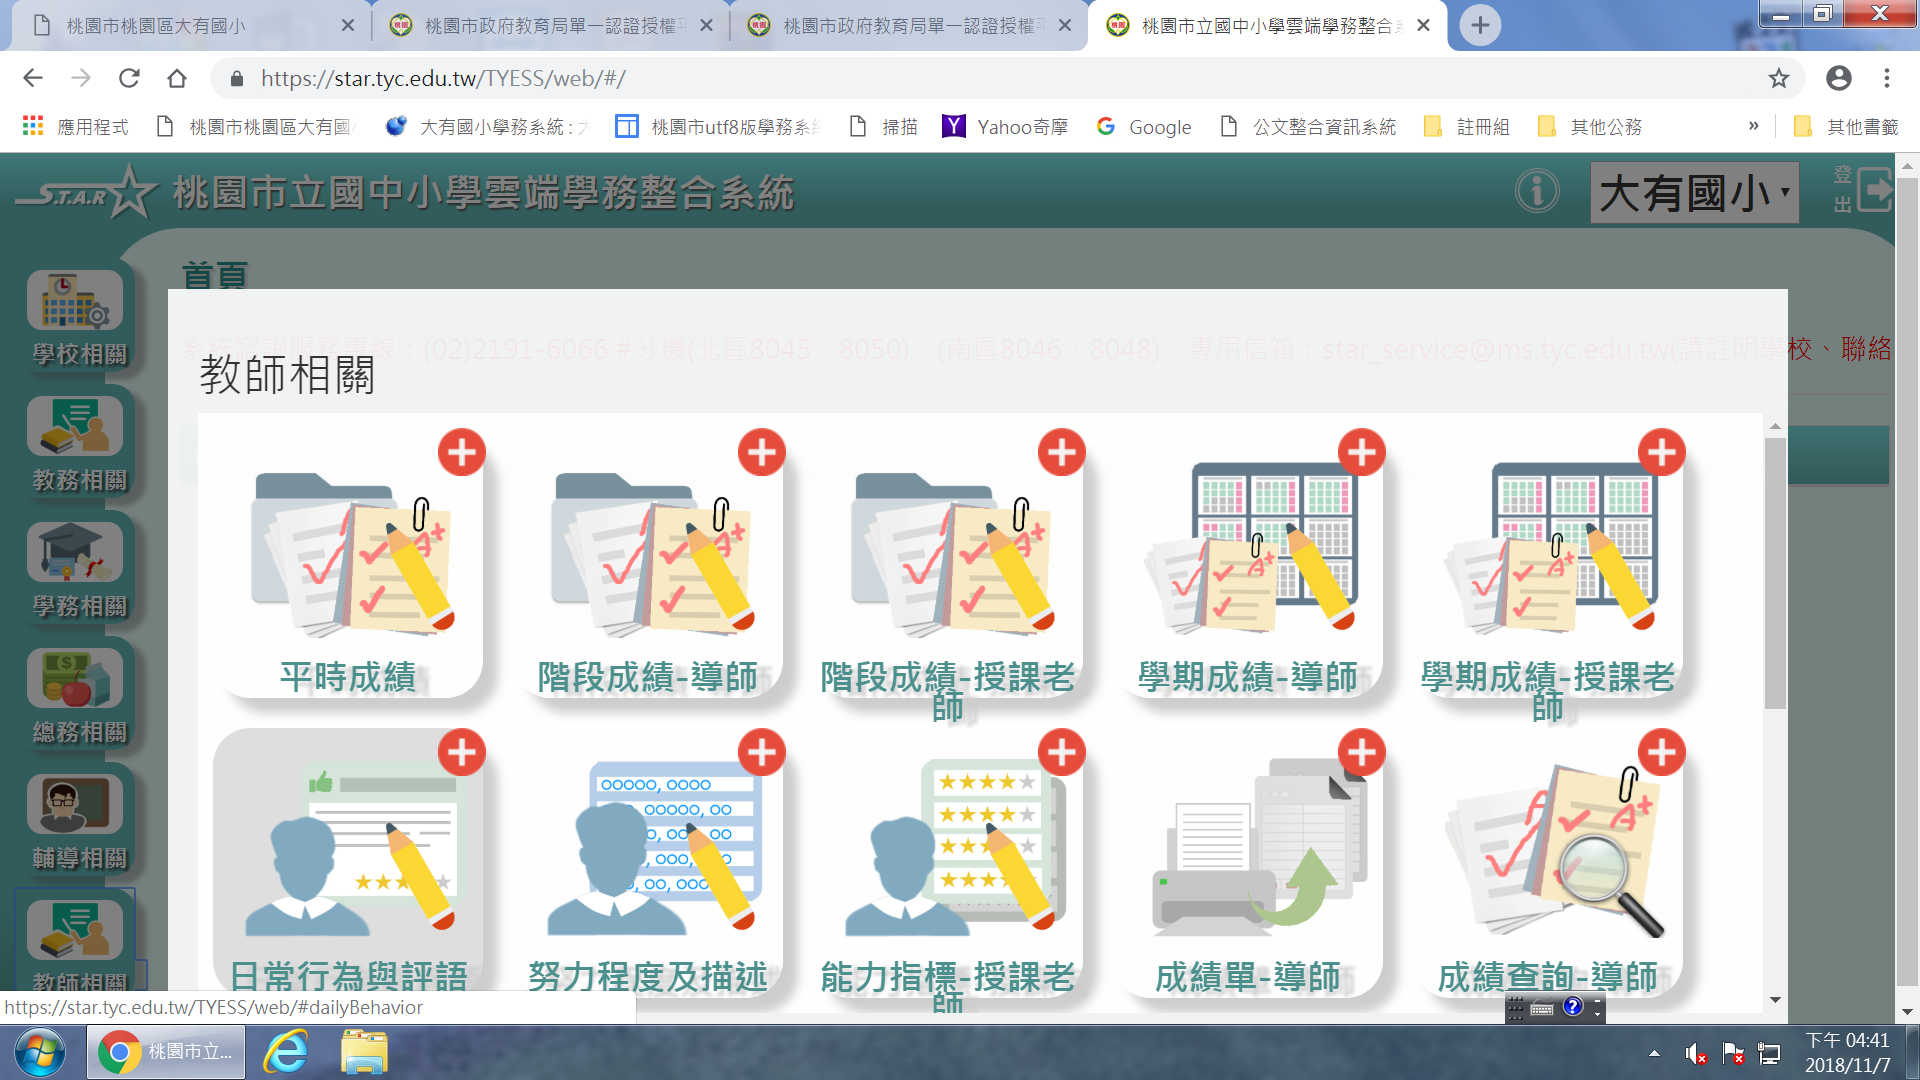 桃園市桃園區大有國小
桃園市政府教育局單一認證授權平
桃園市政府教育局單一認證授權平
桃園市立國中小學雲端學務整合系
https://star.tyc.edu.tw/TYESS/web/#/
應用程式
桃園市桃園區大有國小
大有國小學務系統 : 大
桃園市utf8版學務系統
掃描
Yahoo奇摩
Google
公文整合資訊系統
註冊組
其他公務
»
其他書籤
S.T.A.R
桃園市立國中小學雲端學務整合系統
大有國小
登出
首頁
系統諮詢服務專線：(02)2191-6066 #分機(北區8045、8050)、(南區8046、8048)　專用信箱：star_service@ms.tyc.edu.tw(請註明學校、聯絡
教師相關
學校相關
教務相關
學務相關
總務相關
輔導相關
教師相關
平時成績
階段成績-導師
階段成績-授課老
師
學期成績-導師
學期成績-授課老
師
日常行為與評語
努力程度及描述
能力指標-授課老
師
成績單-導師
成績查詢-導師
https://star.tyc.edu.tw/TYESS/web/#dailyBehavior
桃園市立...
下午 04:41
2018/11/7